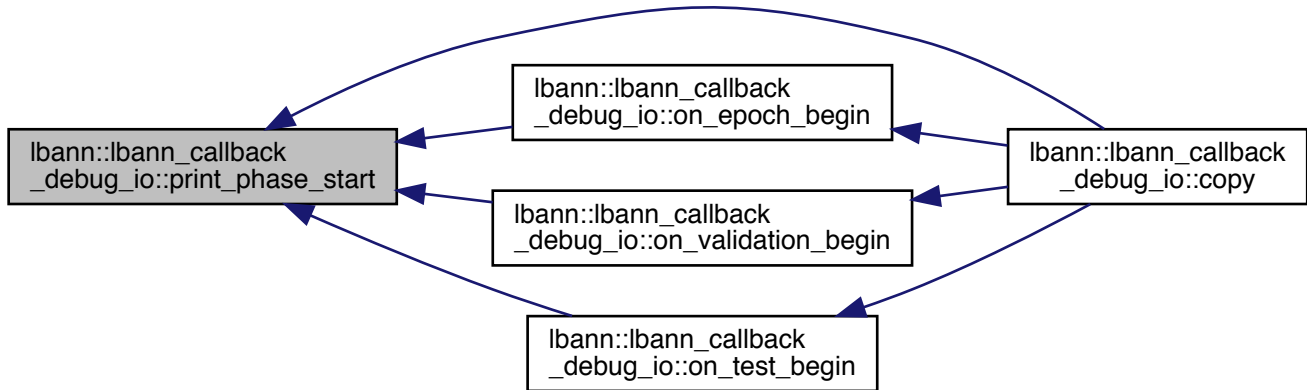 lbann::lbann_callback
_debug_io::print_phase_start
lbann::lbann_callback
_debug_io::on_epoch_begin
lbann::lbann_callback
_debug_io::on_validation_begin
lbann::lbann_callback
_debug_io::on_test_begin
lbann::lbann_callback
_debug_io::copy